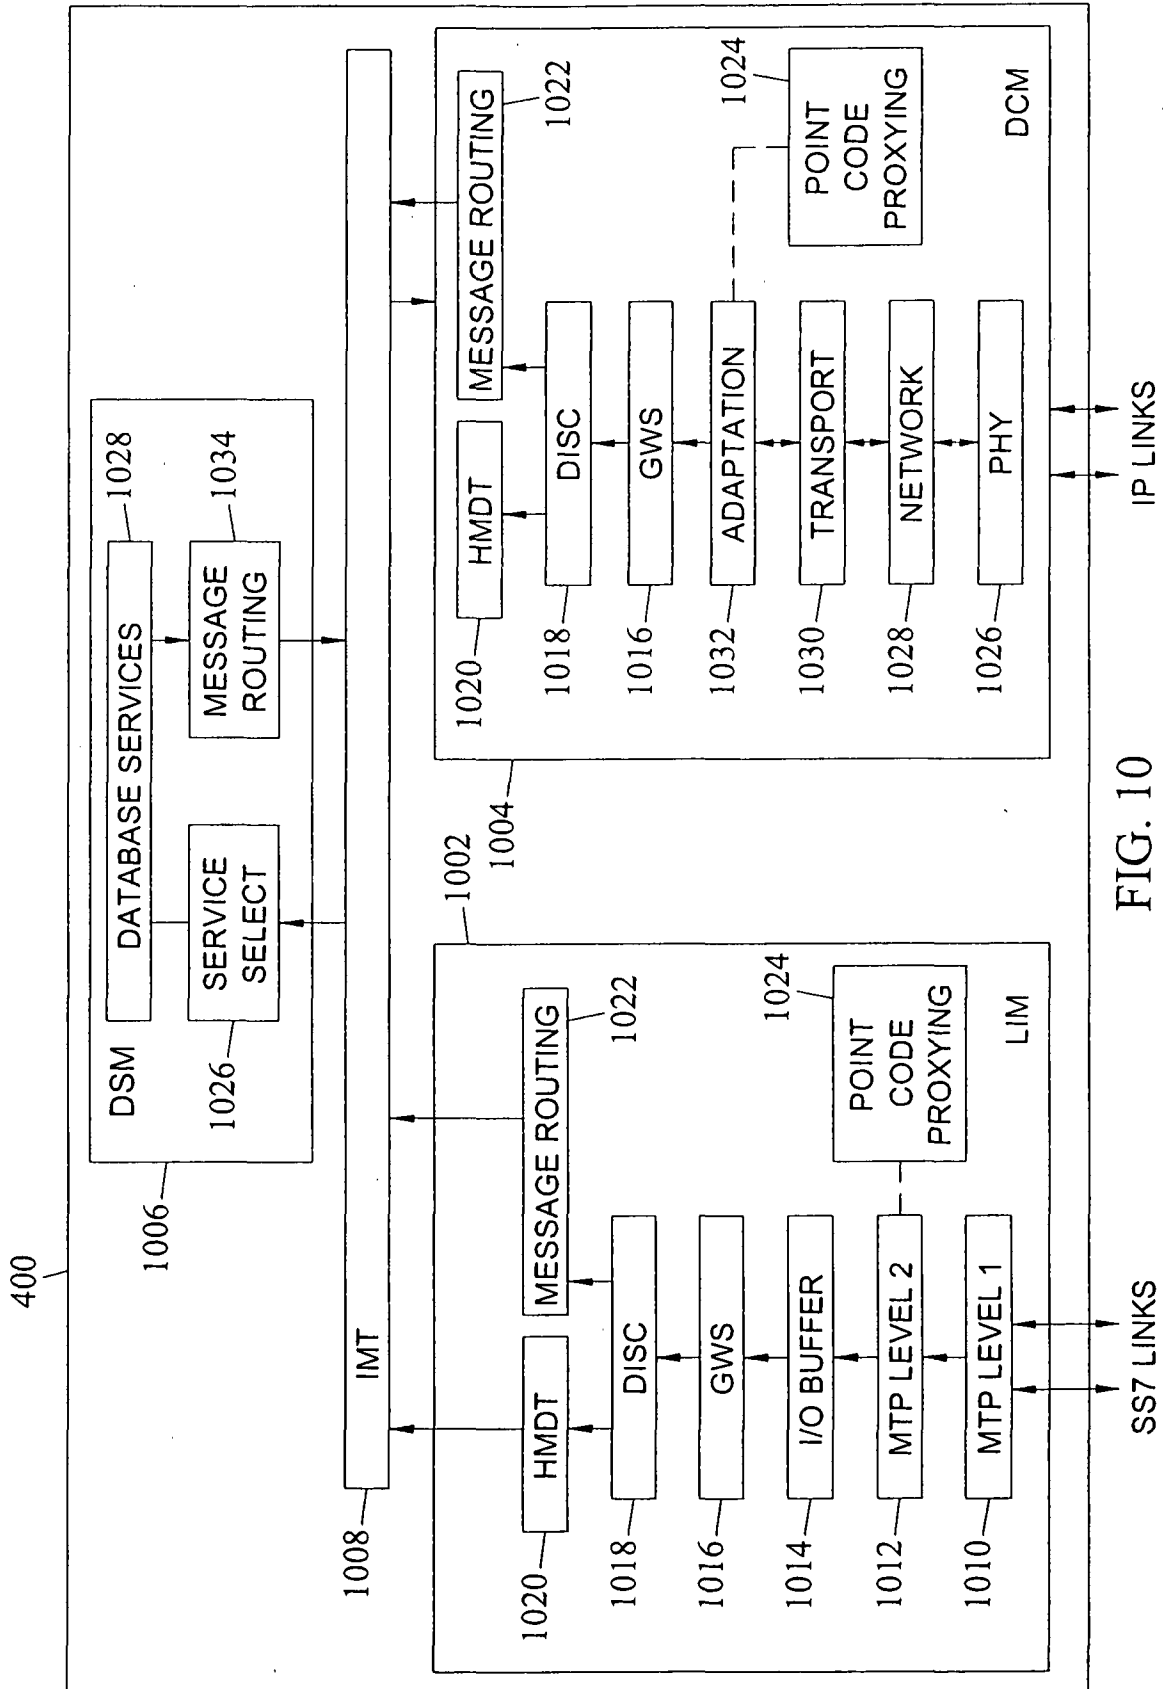 400
1006
DSM
DATABASE SERVICES
1028
SERVICE
SELECT
1026
MESSAGE
ROUTING
1034
IMT
1008
1002
HMDT
1020
MESSAGE ROUTING
1022
DISC
1018
GWS
1016
I/O BUFFER
1014
MTP LEVEL 2
1012
MTP LEVEL 1
1010
POINT
CODE
PROXYING
1024
LIM
SS7 LINKS
1004
HMDT
1020
MESSAGE ROUTING
1022
DISC
1018
GWS
1016
ADAPTATION
1032
TRANSPORT
1030
NETWORK
1028
PHY
1026
POINT
CODE
PROXYING
1024
DCM
IP LINKS
FIG. 10